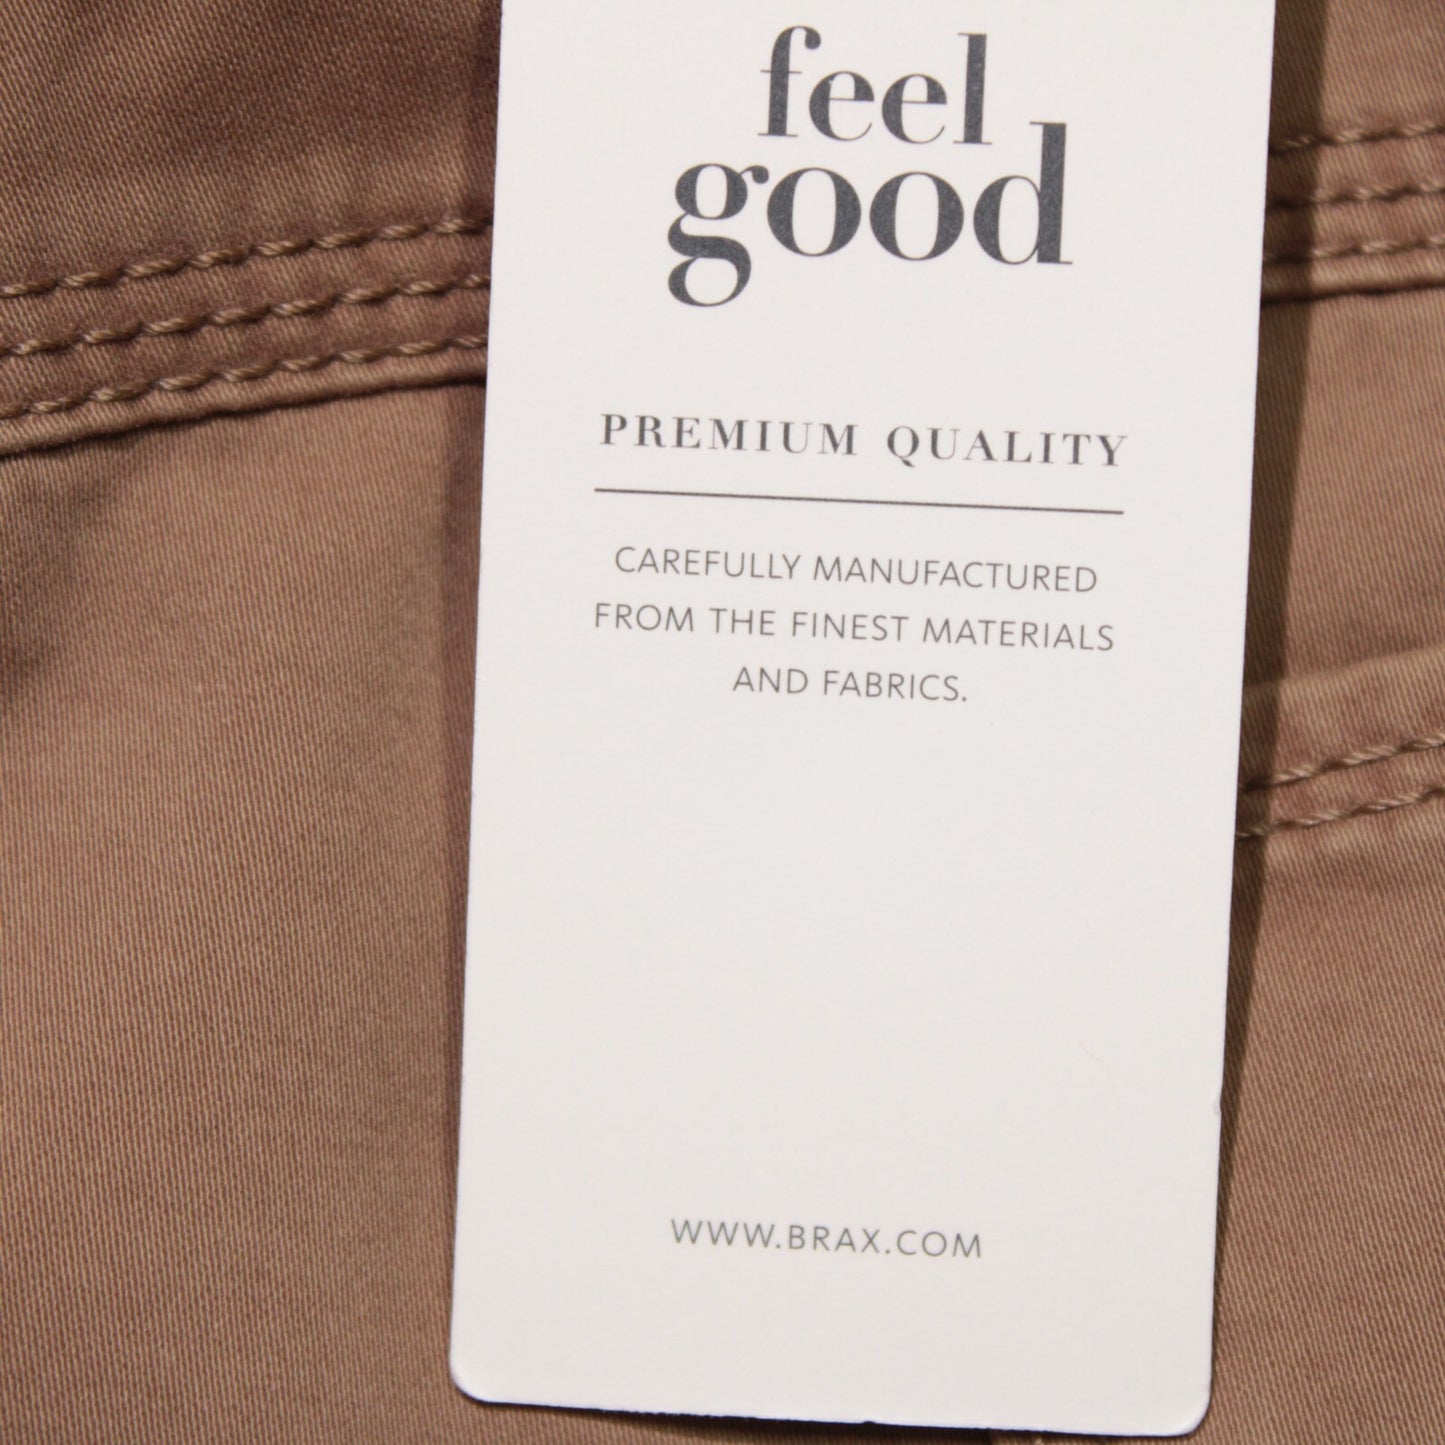 feel
good
PREMIUM QUALITY
CAREFULLY MANUFACTURED
FROM THE FINEST MATERIALS
AND FABRICS.
WWW.BRAX.COM